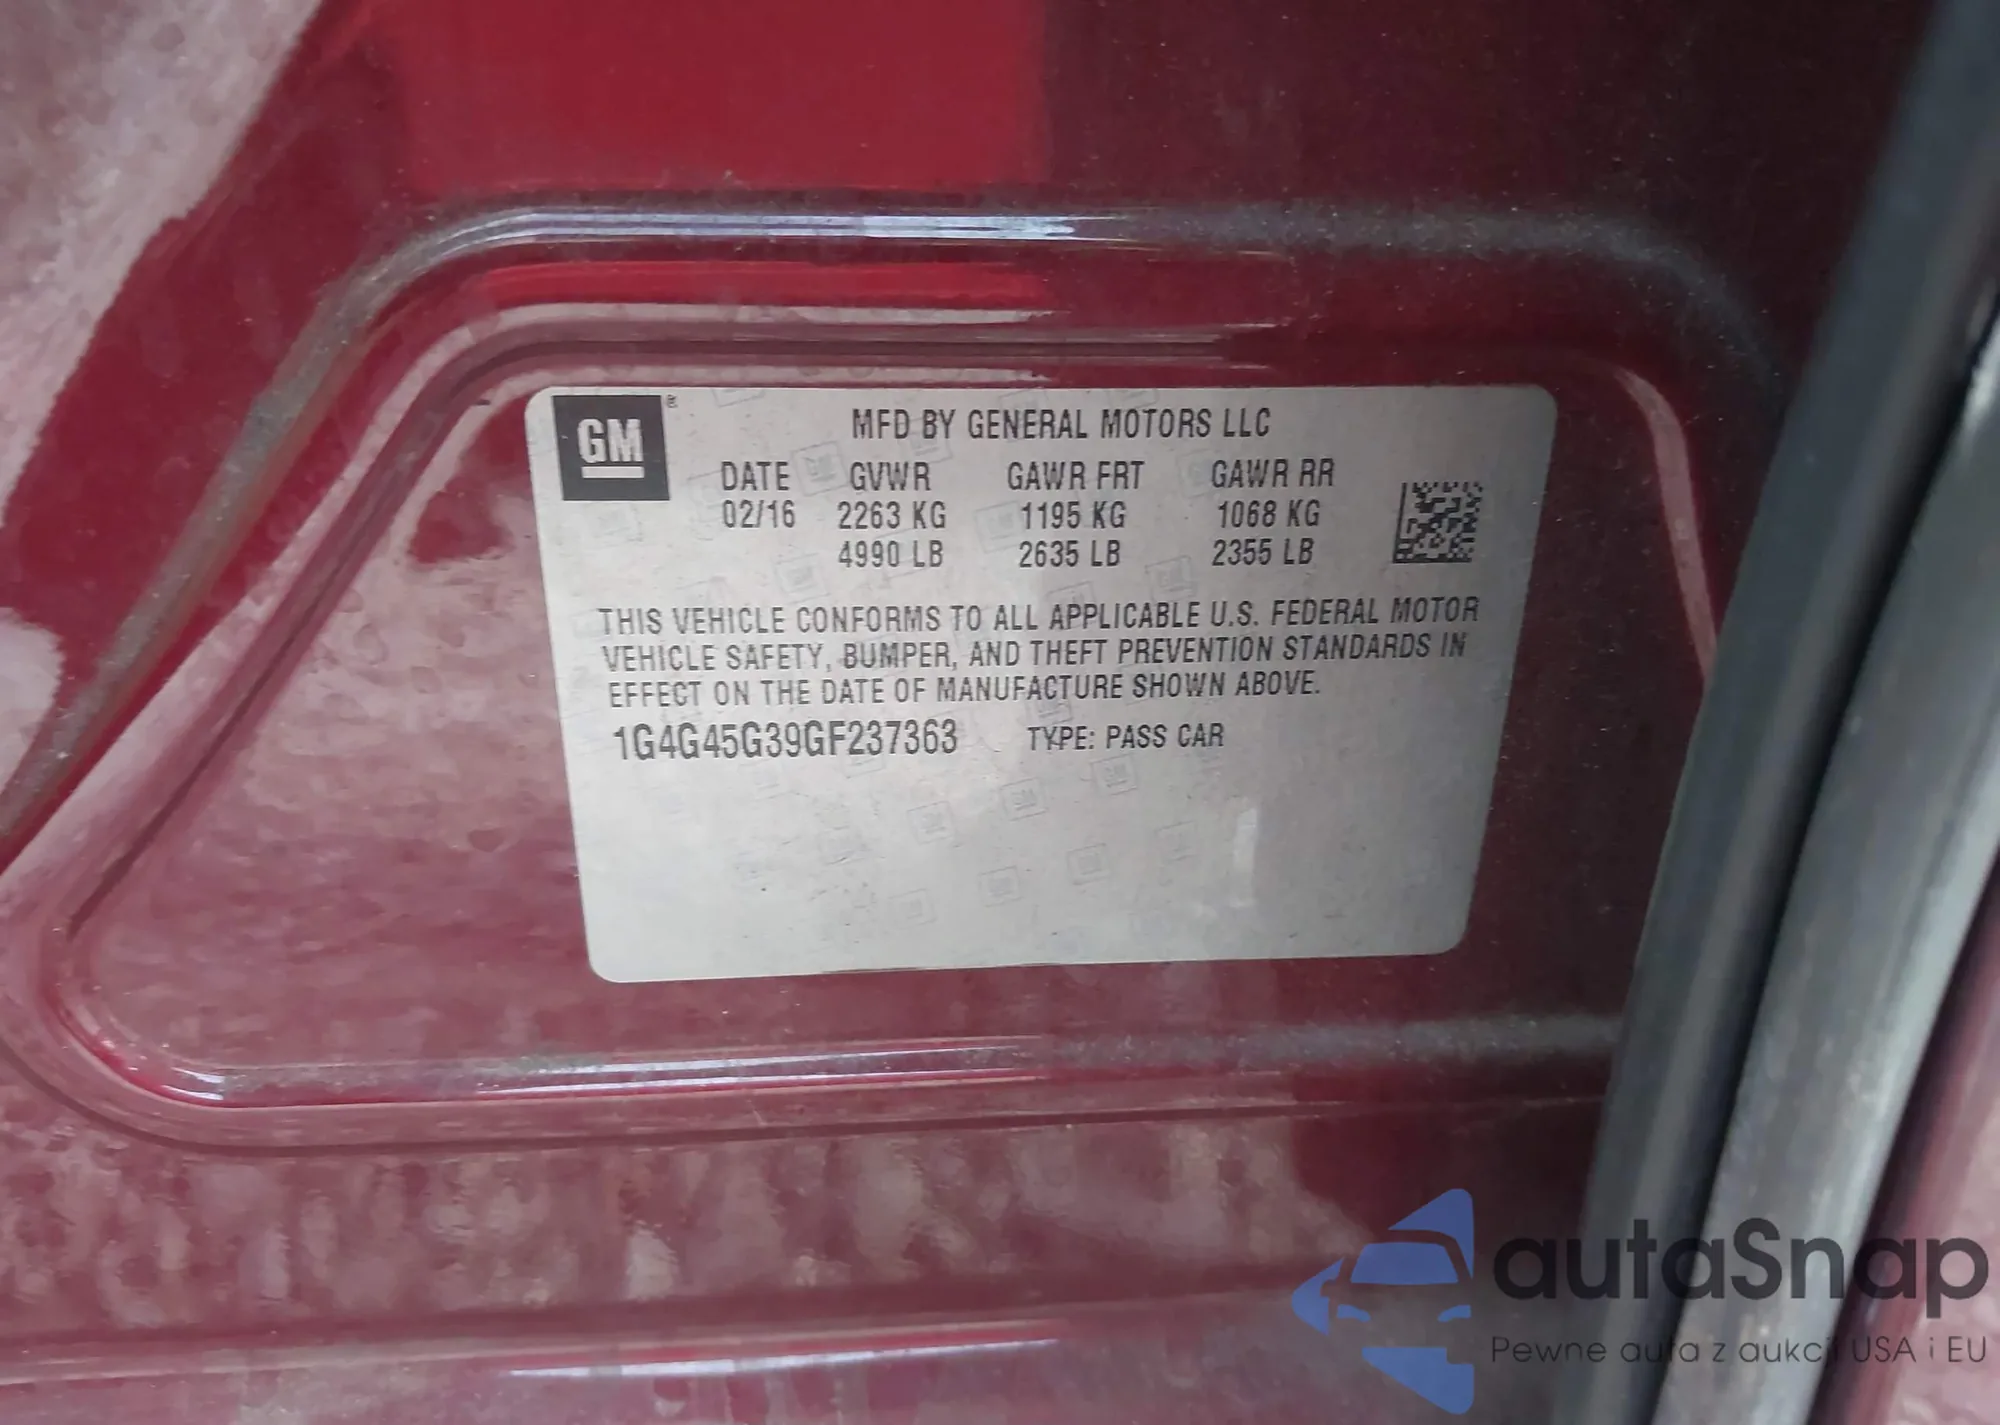 GM ®
MFD BY GENERAL MOTORS LLC
DATE GVWR GAWR FRT GAWR RR
02/16 2263 KG 1195 KG 1068 KG
4990 LB 2635 LB 2355 LB
THIS VEHICLE CONFORMS TO ALL APPLICABLE U.S. FEDERAL MOTOR
VEHICLE SAFETY, BUMPER, AND THEFT PREVENTION STANDARDS IN
EFFECT ON THE DATE OF MANUFACTURE SHOWN ABOVE.
1G4G45G39GF237363 TYPE: PASS CAR
autaSnap
Pewne auta z aukcji USA i EU